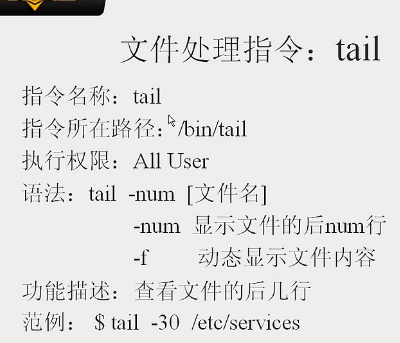 文件处理指令：tail
指令名称：tail
指令所在路径：/bin/tail
执行权限：All User
语法：tail -num [文件名]
-num 显示文件的后num行
-f 动态显示文件内容
功能描述：查看文件的后几行
范例： $ tail -30 /etc/services